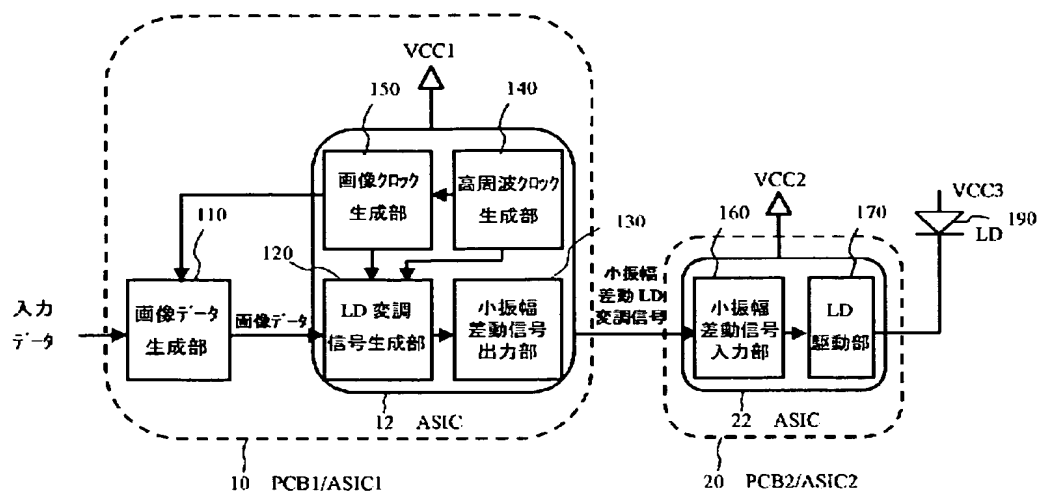 VCC1
150
140
画像クロック
生成部
高周波クロック
生成部
110
120
130
VCC2
160
170
VCC3
190
LD
入力
データ
画像データ
生成部
画像データ
LD 変調
信号生成部
小振幅
差動信号
出力部
小振幅
差動 LD
変調信号
小振幅
差動信号
入力部
LD
駆動部
12 ASIC
22 ASIC
10 PCB1/ASIC1
20 PCB2/ASIC2